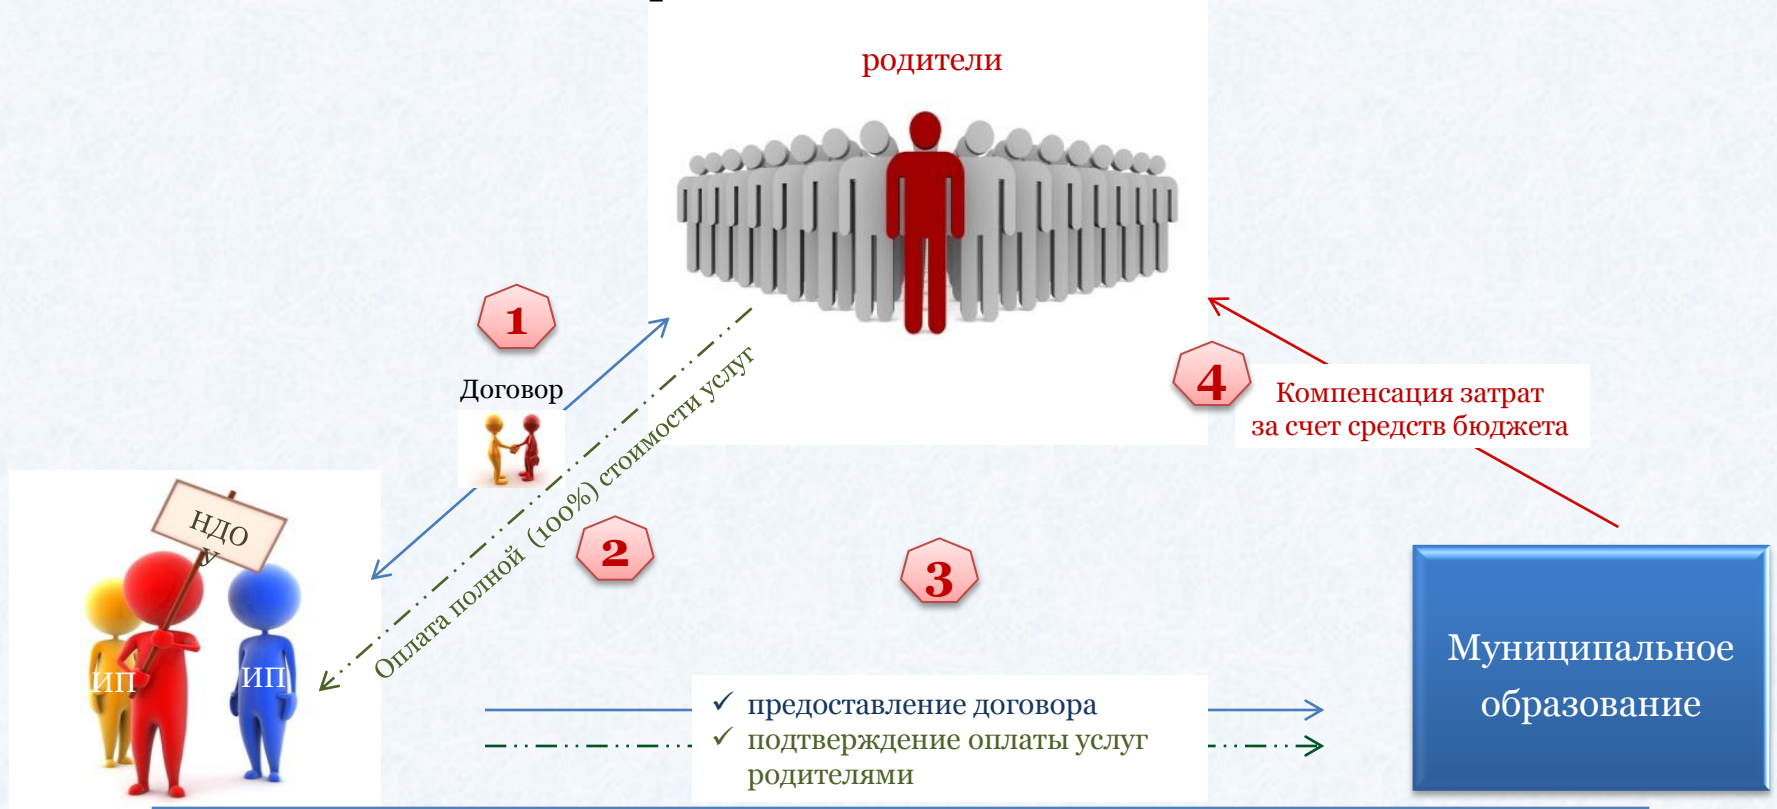 родители
1
Договор
Оплата полной (100%) стоимости услуг
2
3
4
Компенсация затрат
за счет средств бюджета
НДО
У
ИП
ИП
✓ предоставление договора
✓ подтверждение оплаты услуг
родителями
Муниципальное
образование